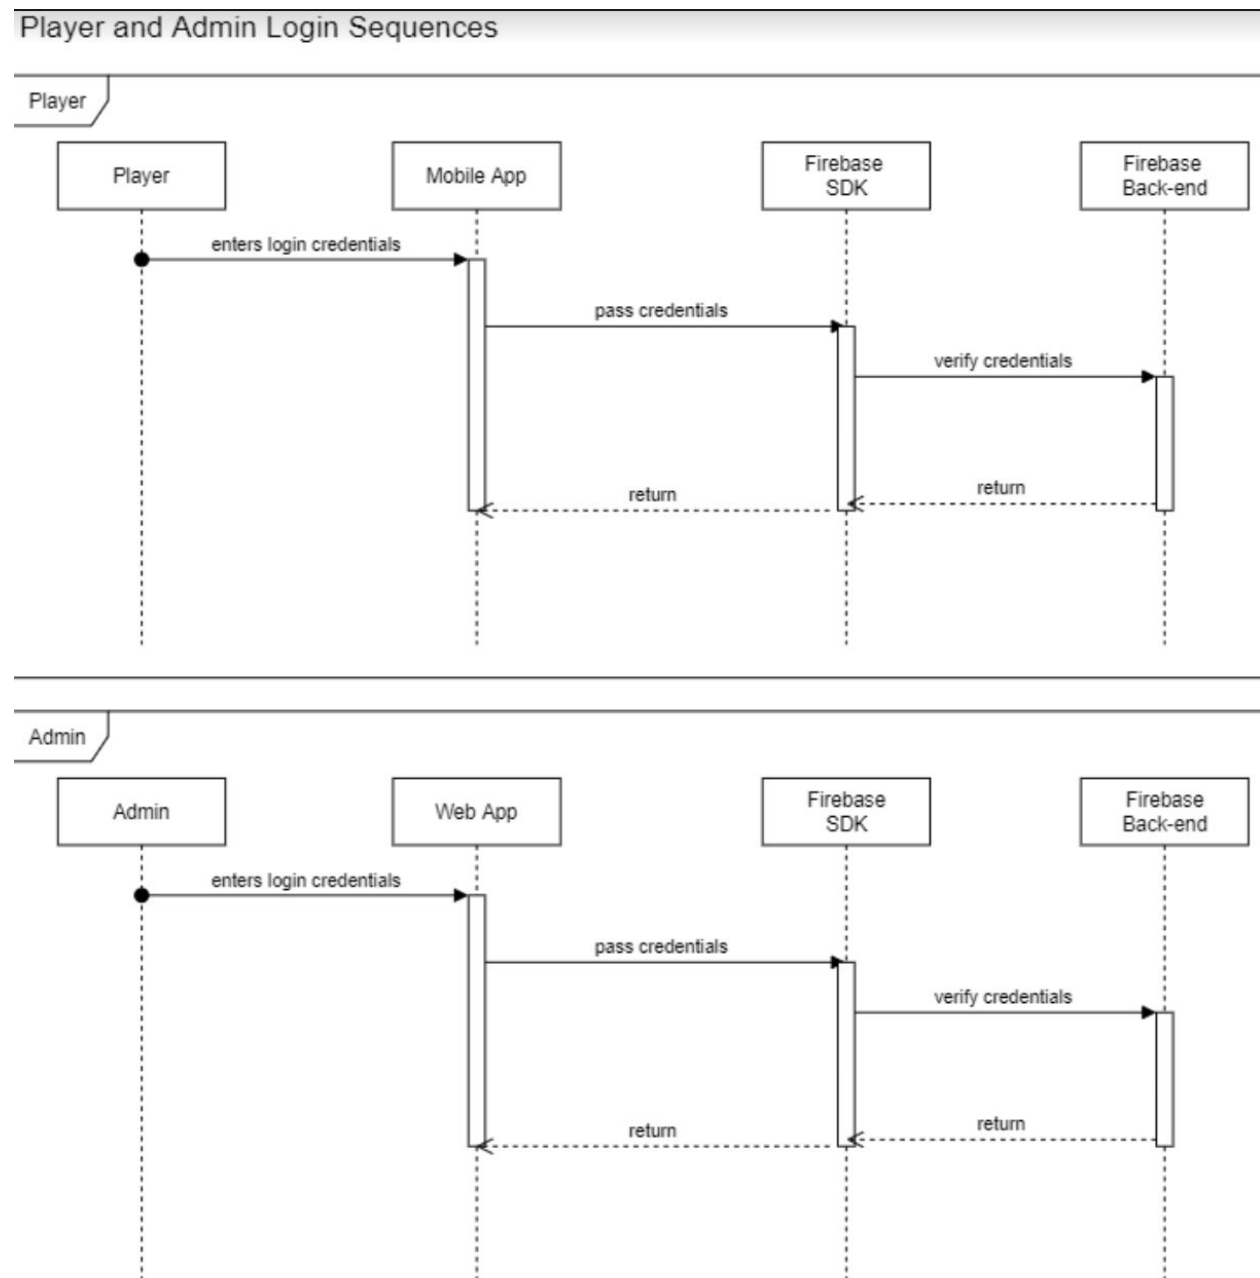 Player and Admin Login Sequences
Player
Player
Mobile App
Firebase
SDK
Firebase
Back-end
enters login credentials
pass credentials
verify credentials
return
return
Admin
Admin
Web App
Firebase
SDK
Firebase
Back-end
enters login credentials
pass credentials
verify credentials
return
return